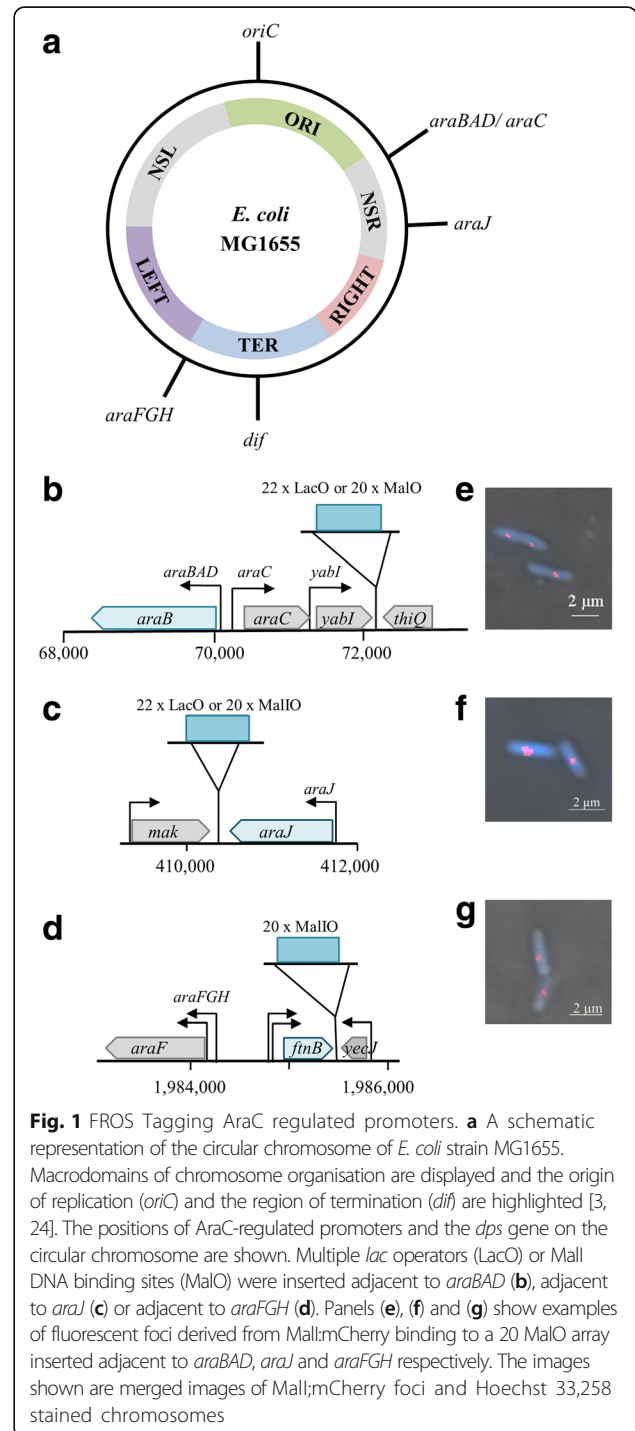 a
oriC
araBAD/ araC
araJ
araFGH
dif
ORI
NSR
RIGHT
TER
LEFT
NSL
E. coli
MG1655
b
22 x LacO or 20 x MalO
araBAD
araC
yabI
araB
araC
yabI
thiQ
68,000
70,000
72,000
e
2 µm
c
22 x LacO or 20 x MalIO
araJ
mak
araJ
410,000
412,000
f
2 µm
d
20 x MalIO
araFGH
araF
ftnB
yecJ
1,984,000
1,986,000
g
2 µm
Fig. 1 FROS Tagging AraC regulated promoters. a A schematic
representation of the circular chromosome of E. coli strain MG1655.
Macrodomains of chromosome organisation are displayed and the origin
of replication (oriC) and the region of termination (dif) are highlighted [3,
24]. The positions of AraC-regulated promoters and the dps gene on the
circular chromosome are shown. Multiple lac operators (LacO) or MalI
DNA binding sites (MalO) were inserted adjacent to araBAD (b), adjacent
to araJ (c) or adjacent to araFGH (d). Panels (e), (f) and (g) show examples
of fluorescent foci derived from MalI:mCherry binding to a 20 MalO array
inserted adjacent to araBAD, araJ and araFGH respectively. The images
shown are merged images of MalI;mCherry foci and Hoechst 33,258
stained chromosomes